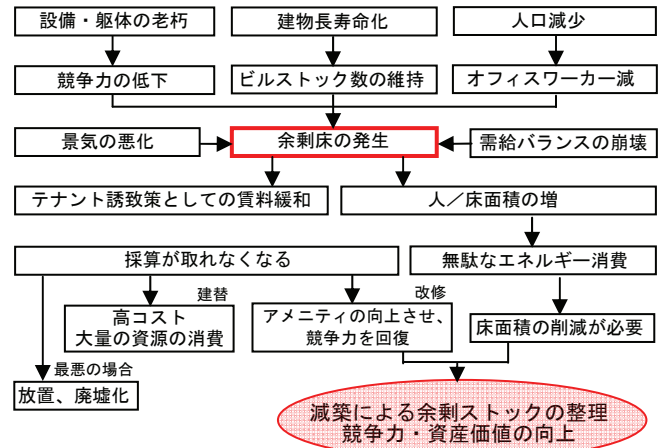 設備・躯体の老朽
建物長寿命化
人口減少
競争力の低下
ビルストック数の維持
オフィスワーカー減
景気の悪化
余剰床の発生
需給バランスの崩壊
テナント誘致策としての賃料緩和
人／床面積の増
採算が取れなくなる
無駄なエネルギー消費
建替
改修
高コスト
大量の資源の消費
アメニティの向上させ、
競争力を回復
床面積の削減が必要
最悪の場合
放置、廃墟化
減築による余剰ストックの整理
競争力・資産価値の向上